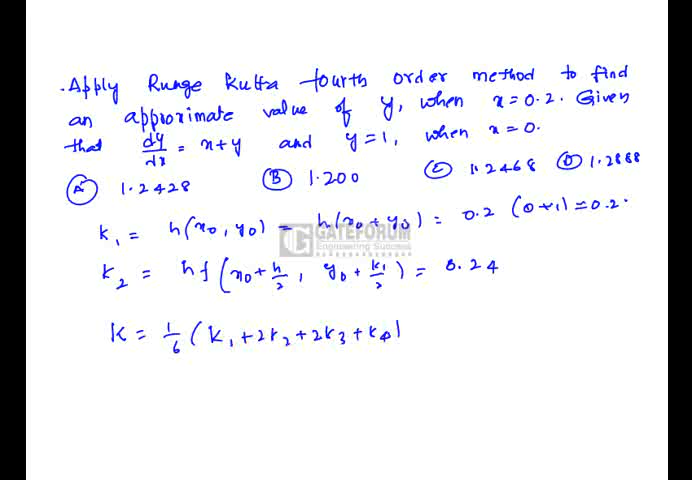 .Apply Runge Kutta fourth order method to find
an approximate value of y, when x = 0.2. Given
that dy/dx = x+y and y = 1, when x = 0.
(A) 1.2428 (B) 1.200 (C) 1.2468 (D) 1.2888
K₁ = h(x₀, y₀) = h(x₀ + y₀) = 0.2 (0+1) = 0.2.
GATEFORUM
Engineering Success
K₂ = hf(x₀ + h/2, y₀ + k₁/2) = 0.24
K = 1/6 (K₁ + 2K₂ + 2K₃ + K₄)